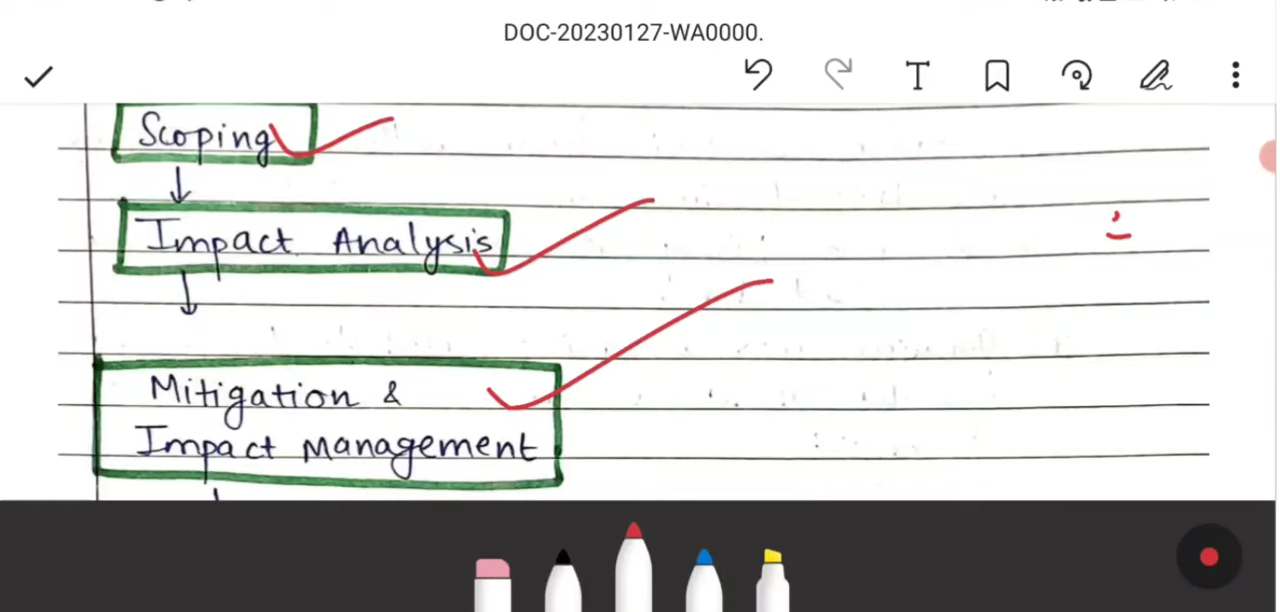 DOC-20230127-WA0000.
T
Scoping
Impact Analysis
Mitigation &
Impact Management